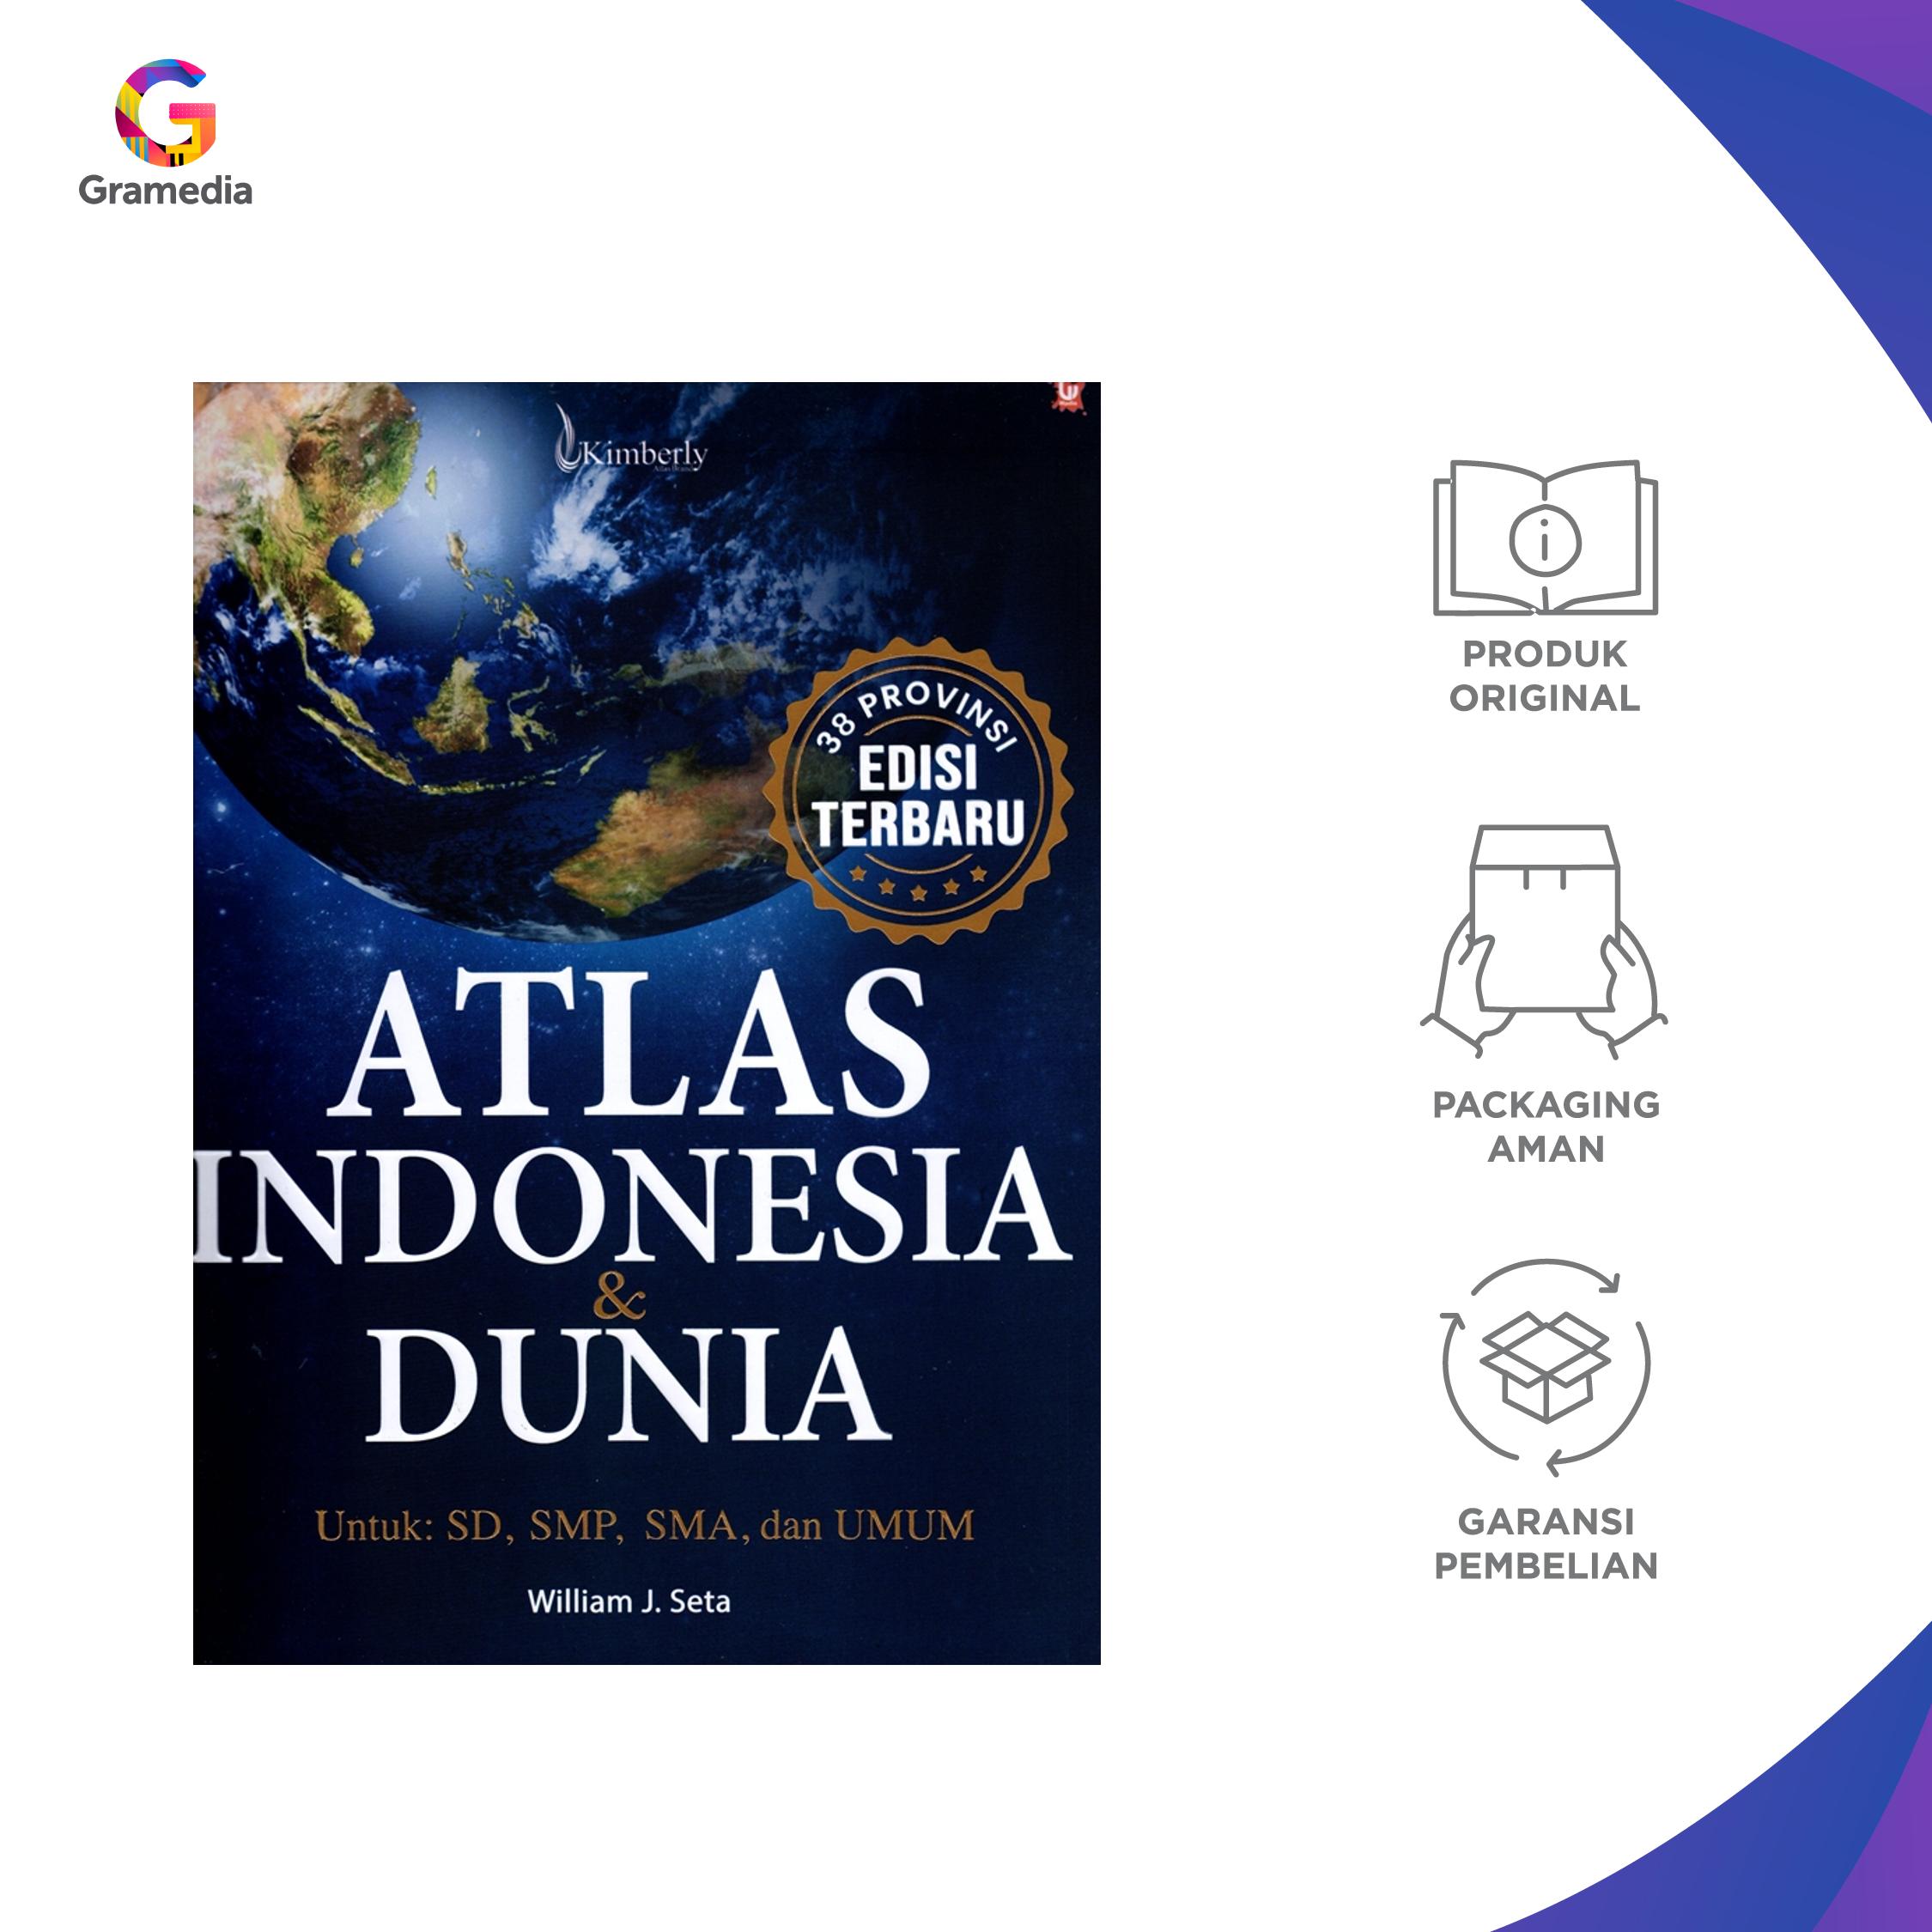 Gramedia
Kimberly
38 PROVINSI
EDISI
TERBARU
ATLAS
INDONESIA
&
DUNIA
Untuk: SD, SMP, SMA, dan UMUM
William J. Seta
PRODUK
ORIGINAL
PACKAGING
AMAN
GARANSI
PEMBELIAN